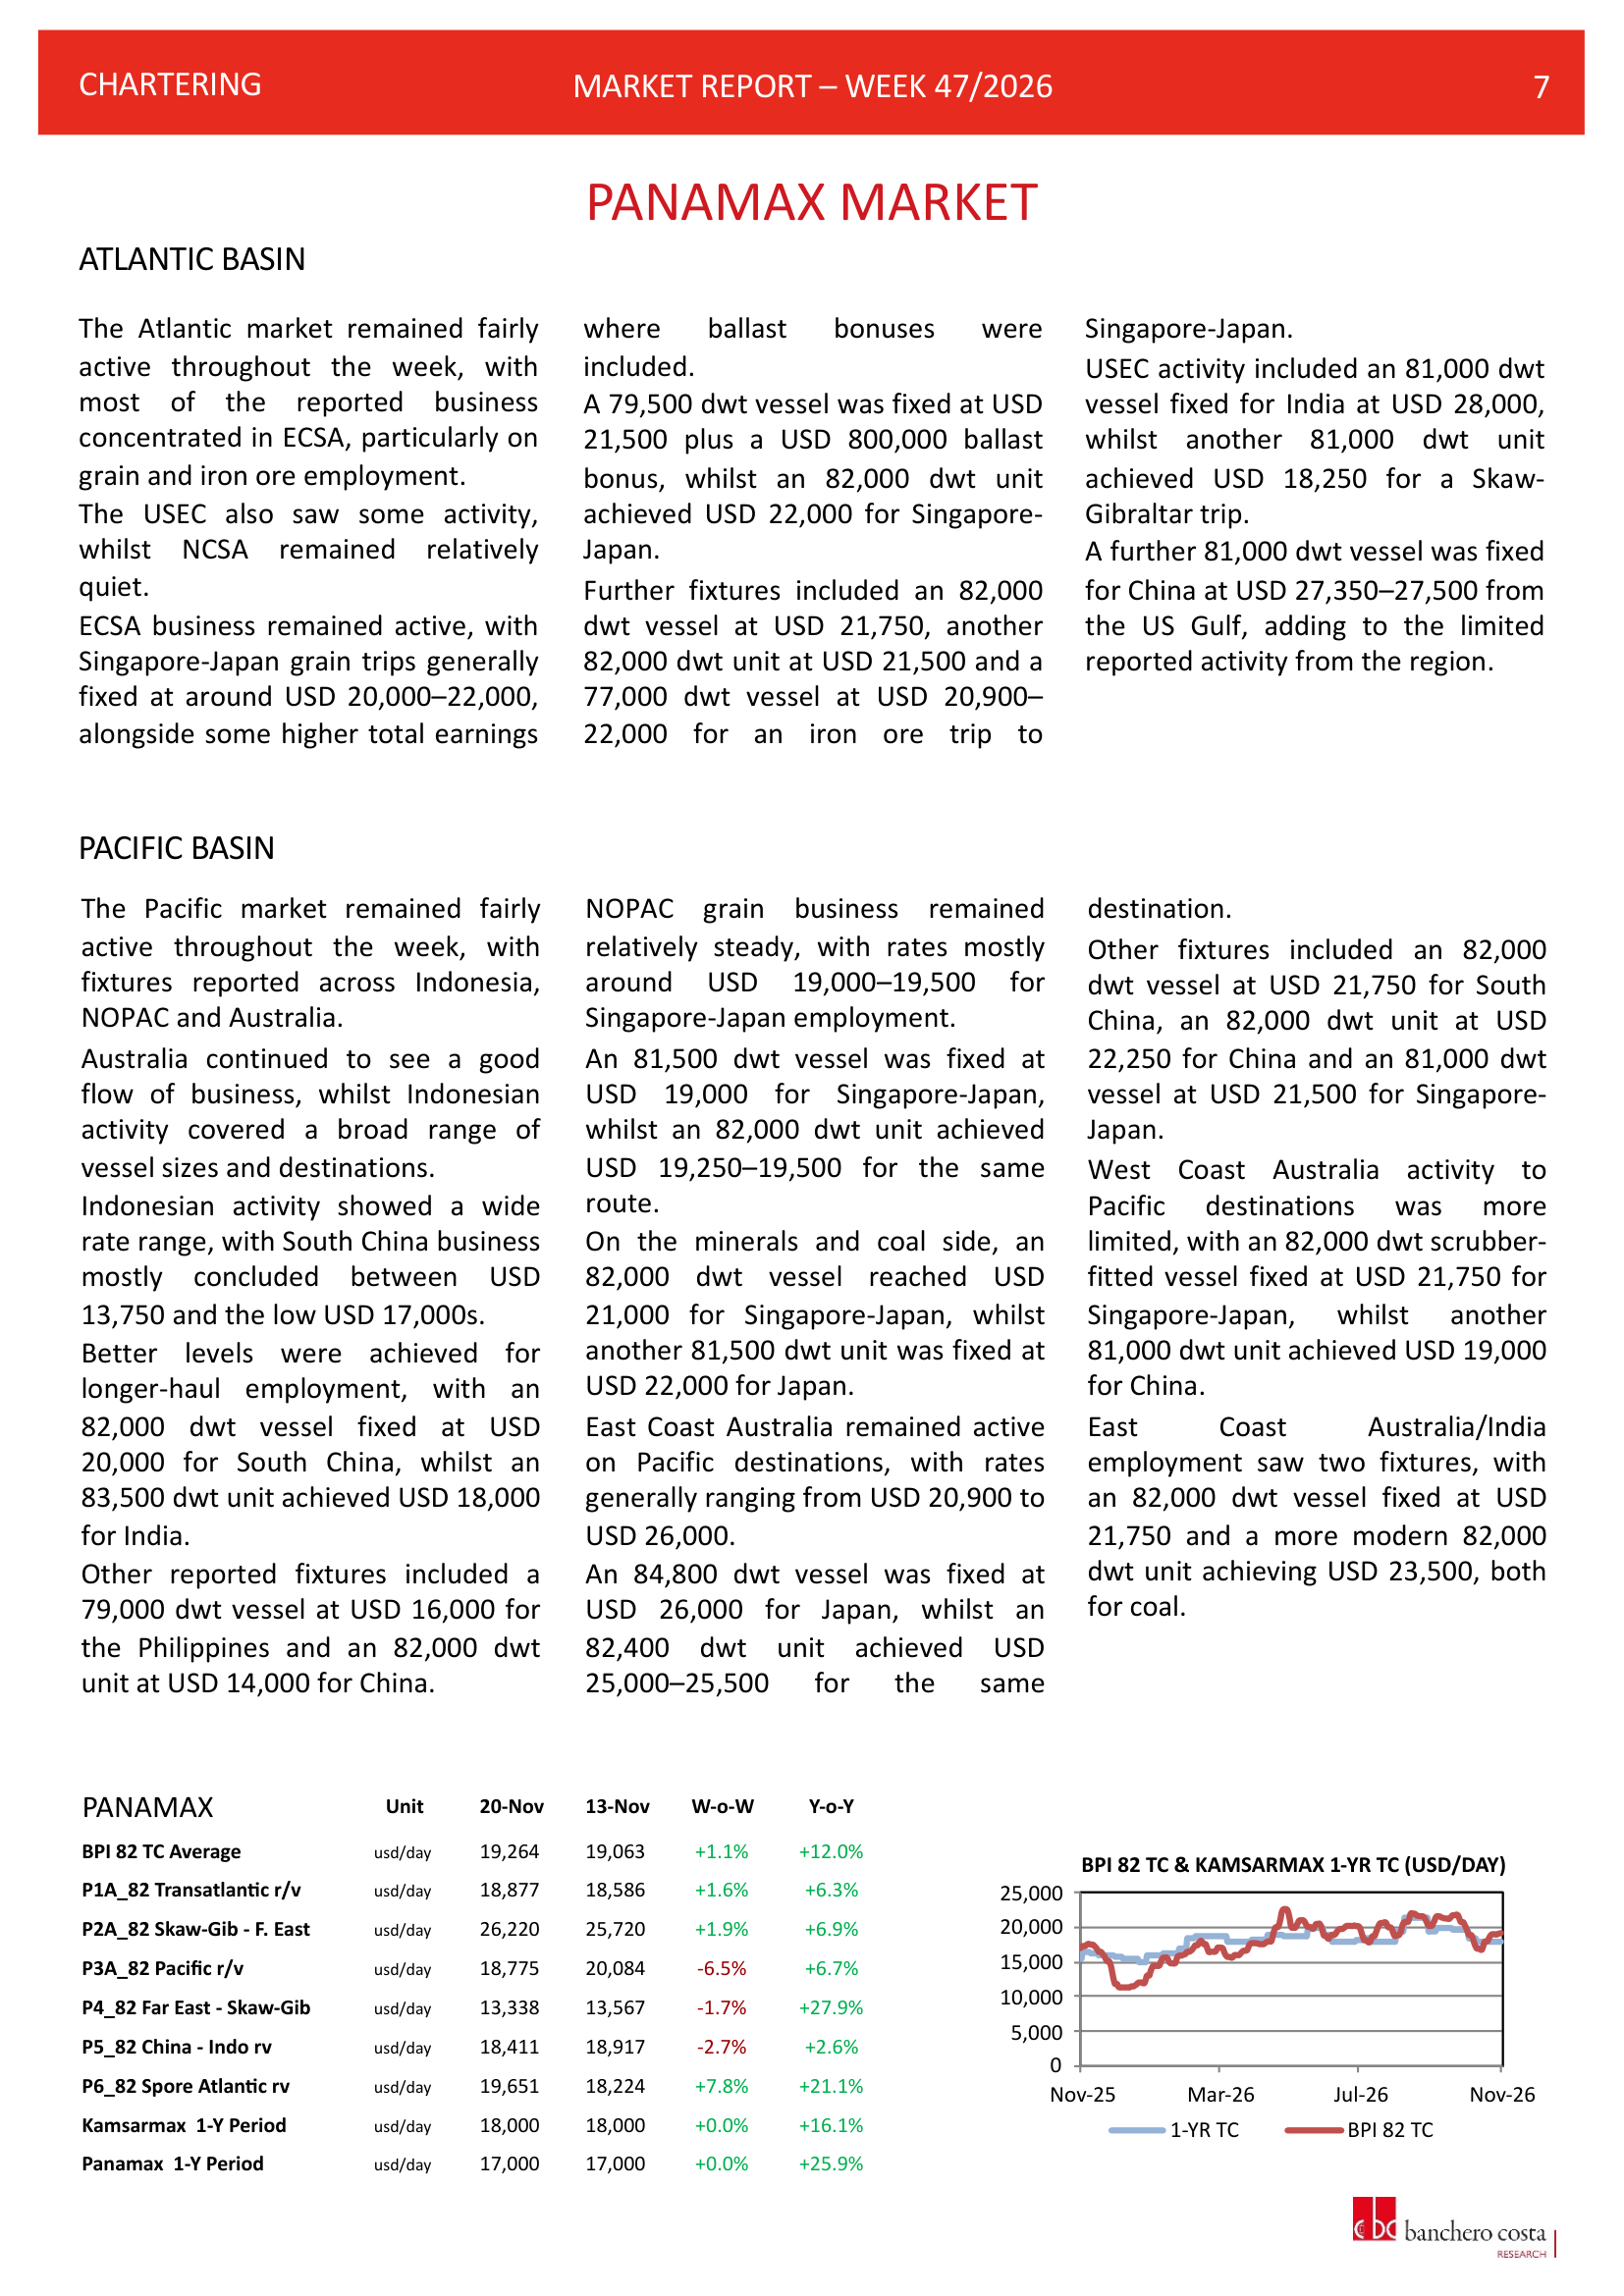 CHARTERING
MARKET REPORT – WEEK 47/2026
7
PANAMAX MARKET
ATLANTIC BASIN
The Atlantic market remained fairly
active throughout the week, with
most of the reported business
concentrated in ECSA, particularly on
grain and iron ore employment.
The USEC also saw some activity,
whilst NCSA remained relatively
quiet.
ECSA business remained active, with
Singapore-Japan grain trips generally
fixed at around USD 20,000–22,000,
alongside some higher total earnings
where ballast bonuses were
included.
A 79,500 dwt vessel was fixed at USD
21,500 plus a USD 800,000 ballast
bonus, whilst an 82,000 dwt unit
achieved USD 22,000 for Singapore-
Japan.
Further fixtures included an 82,000
dwt vessel at USD 21,750, another
82,000 dwt unit at USD 21,500 and a
77,000 dwt vessel at USD 20,900–
22,000 for an iron ore trip to
Singapore-Japan.
USEC activity included an 81,000 dwt
vessel fixed for India at USD 28,000,
whilst another 81,000 dwt unit
achieved USD 18,250 for a Skaw-
Gibraltar trip.
A further 81,000 dwt vessel was fixed
for China at USD 27,350–27,500 from
the US Gulf, adding to the limited
reported activity from the region.
PACIFIC BASIN
The Pacific market remained fairly
active throughout the week, with
fixtures reported across Indonesia,
NOPAC and Australia.
Australia continued to see a good
flow of business, whilst Indonesian
activity covered a broad range of
vessel sizes and destinations.
Indonesian activity showed a wide
rate range, with South China business
mostly concluded between USD
13,750 and the low USD 17,000s.
Better levels were achieved for
longer-haul employment, with an
82,000 dwt vessel fixed at USD
20,000 for South China, whilst an
83,500 dwt unit achieved USD 18,000
for India.
Other reported fixtures included a
79,000 dwt vessel at USD 16,000 for
the Philippines and an 82,000 dwt
unit at USD 14,000 for China.
NOPAC grain business remained
relatively steady, with rates mostly
around USD 19,000–19,500 for
Singapore-Japan employment.
An 81,500 dwt vessel was fixed at
USD 19,000 for Singapore-Japan,
whilst an 82,000 dwt unit achieved
USD 19,250–19,500 for the same
route.
On the minerals and coal side, an
82,000 dwt vessel reached USD
21,000 for Singapore-Japan, whilst
another 81,500 dwt unit was fixed at
USD 22,000 for Japan.
East Coast Australia remained active
on Pacific destinations, with rates
generally ranging from USD 20,900 to
USD 26,000.
An 84,800 dwt vessel was fixed at
USD 26,000 for Japan, whilst an
82,400 dwt unit achieved USD
25,000–25,500 for the same
destination.
Other fixtures included an 82,000
dwt vessel at USD 21,750 for South
China, an 82,000 dwt unit at USD
22,250 for China and an 81,000 dwt
vessel at USD 21,500 for Singapore-
Japan.
West Coast Australia activity to
Pacific destinations was more
limited, with an 82,000 dwt scrubber-
fitted vessel fixed at USD 21,750 for
Singapore-Japan, whilst another
81,000 dwt unit achieved USD 19,000
for China.
East Coast Australia/India
employment saw two fixtures, with
an 82,000 dwt vessel fixed at USD
21,750 and a more modern 82,000
dwt unit achieving USD 23,500, both
for coal.
PANAMAX Unit 20-Nov 13-Nov W-o-W Y-o-Y
BPI 82 TC Average usd/day 19,264 19,063 +1.1% +12.0%
P1A_82 Transatlantic r/v usd/day 18,877 18,586 +1.6% +6.3%
P2A_82 Skaw-Gib - F. East usd/day 26,220 25,720 +1.9% +6.9%
P3A_82 Pacific r/v usd/day 18,775 20,084 -6.5% +6.7%
P4_82 Far East - Skaw-Gib usd/day 13,338 13,567 -1.7% +27.9%
P5_82 China - Indo rv usd/day 18,411 18,917 -2.7% +2.6%
P6_82 Spore Atlantic rv usd/day 19,651 18,224 +7.8% +21.1%
Kamsarmax 1-Y Period usd/day 18,000 18,000 +0.0% +16.1%
Panamax 1-Y Period usd/day 17,000 17,000 +0.0% +25.9%
BPI 82 TC & KAMSARMAX 1-YR TC (USD/DAY)
25,000
20,000
15,000
10,000
5,000
0
Nov-25 Mar-26 Jul-26 Nov-26
1-YR TC BPI 82 TC
cbc banchero costa
RESEARCH